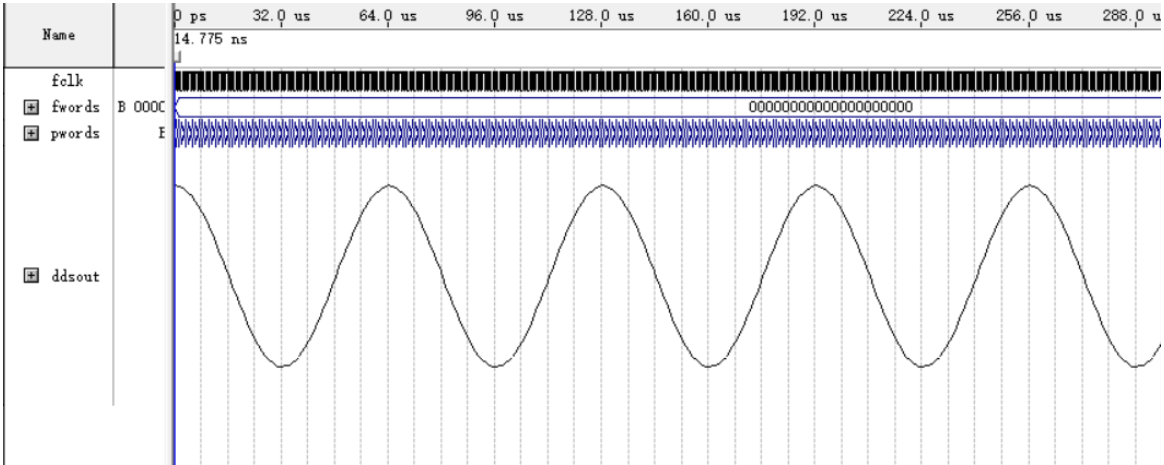 0 ps 32.0 us 64.0 us 96.0 us 128.0 us 160.0 us 192.0 us 224.0 us 256.0 us 288.0 u
Name
14.775 ns
fclk
fwords B 0000 00000000000000000000
pwords
ddsout